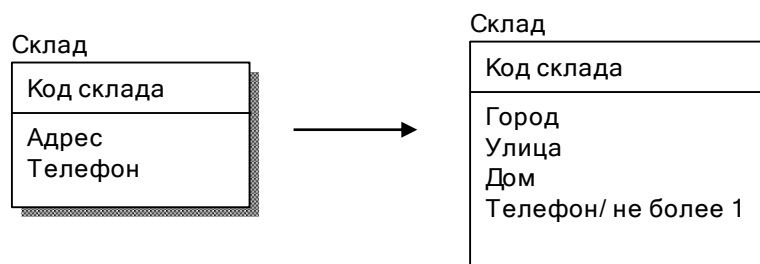 Склад
Код склада
Адрес
Телефон
Склад
Код склада
Город
Улица
Дом
Телефон/ не более 1